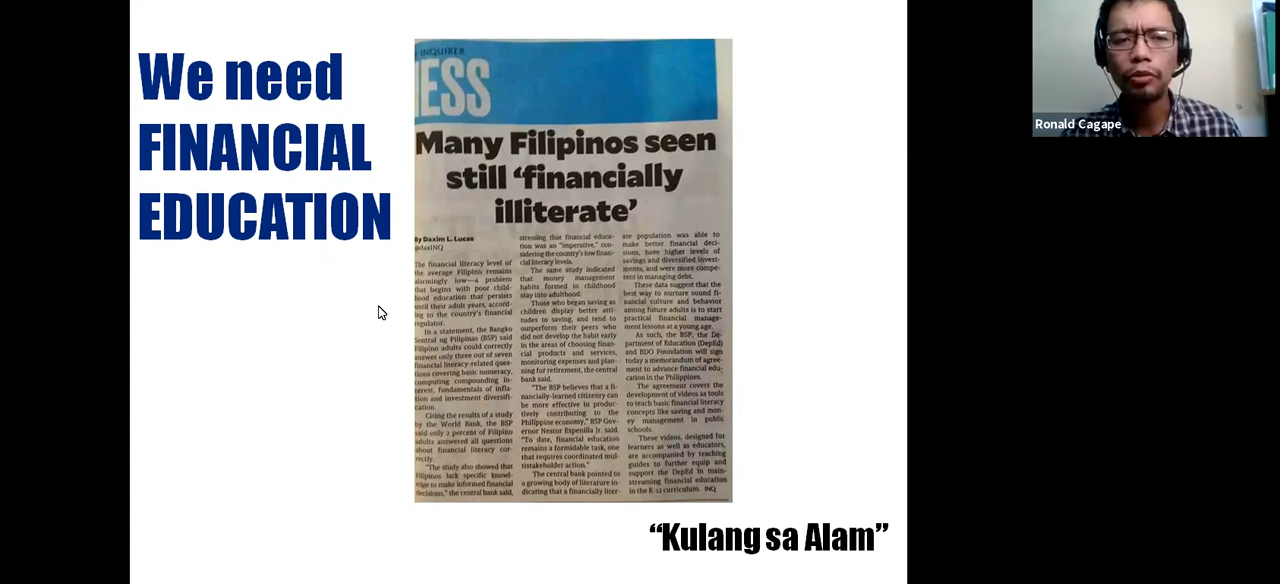 We need
FINANCIAL
EDUCATION
INQUIRER
ESS
Many Filipinos seen
still ‘financially
illiterate’
By Daxim L. Lucas
@daxINQ
The financial literacy level of
the average Filipino remains
alarmingly low—a problem
that begins with poor child-
hood education that persists
until their adult years, accord-
ing to the country's financial
regulator.
In a statement, the Bangko
Sentral ng Pilipinas (BSP) said
Filipino adults could correctly
answer only three out of seven
financial literacy-related ques-
tions covering basic numeracy,
computing compounding in-
terest, fundamentals of infla-
tion and investment diversifi-
cation.
Citing the results of a study
by the World Bank, the BSP
said only 2 percent of Filipino
adults answered all questions
about financial literacy cor-
rectly.
"The study also showed that
Filipinos lack specific knowl-
edge to make informed financial
decisions," the central bank said,
stressing that financial educa-
tion was an "imperative," con-
sidering the country's low finan-
cial literacy levels.
The same study indicated
that money management
habits formed in childhood
stay into adulthood.
Those who began saving as
children display better atti-
tudes to saving, and tend to
outperform their peers who
did not develop the habit early
in the areas of choosing finan-
cial products and services,
monitoring expenses and plan-
ning for retirement, the central
bank said.
"The BSP believes that a fi-
nancially-learned citizenry can
be more effective in produc-
tively contributing to the
Philippine economy," BSP Gov-
ernor Nestor Espenilla Jr. said.
"To date, financial education
remains a formidable task, one
that requires coordinated mul-
tistakeholder action."
The central bank pointed to
a growing body of literature in-
dicating that a financially liter-
ate population was able to
make better financial deci-
sions, have higher levels of
savings and diversified invest-
ments, and were more compe-
tent in managing debt.
These data suggest that the
best way to nurture sound fi-
nancial culture and behavior
among future adults is to start
practical financial manage-
ment lessons at a young age.
As such, the BSP, the De-
partment of Education (DepEd)
and BDO Foundation will sign
today a memorandum of agree-
ment to advance financial edu-
cation in the Philippines.
The agreement covers the
development of videos as tools
to teach basic financial literacy
concepts like saving and mon-
ey management in public
schools.
These videos, designed for
learners as well as educators,
are accompanied by teaching
guides to further equip and
support the DepEd in main-
streaming financial education
in the K-12 curriculum. INQ
“Kulang sa Alam”
Ronald Cagape